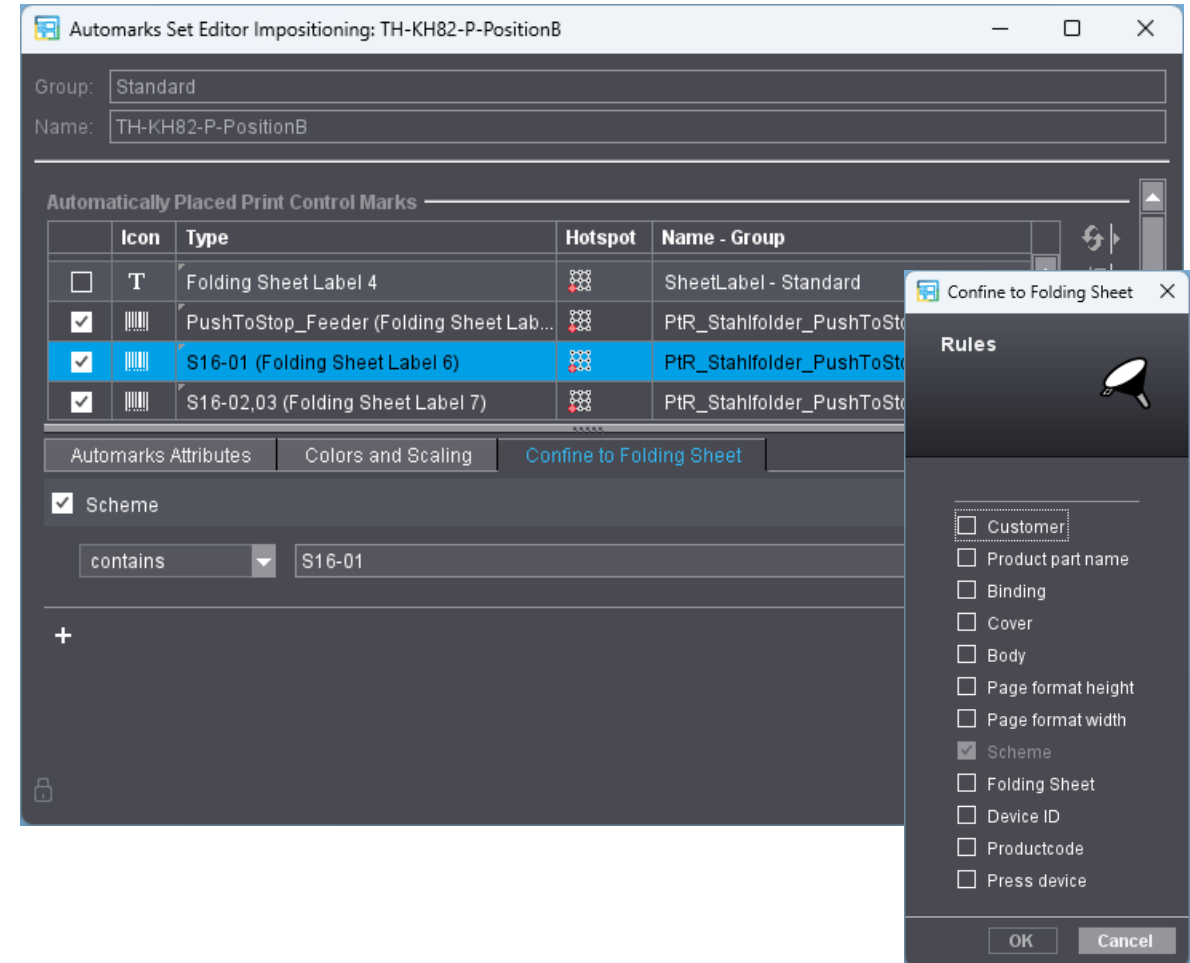 Automarks Set Editor Impositioning: TH-KH82-P-PositionB
Group: Standard
Name: TH-KH82-P-PositionB
Automatically Placed Print Control Marks
Icon Type Hotspot Name - Group
T Folding Sheet Label 4 SheetLabel - Standard
PushToStop_Feeder (Folding Sheet Lab... PtR_Stahlfolder_PushToSto
S16-01 (Folding Sheet Label 6) PtR_Stahlfolder_PushToSto
S16-02,03 (Folding Sheet Label 7) PtR_Stahlfolder_PushToSto
Automarks Attributes Colors and Scaling Confine to Folding Sheet
Scheme
contains S16-01
+
Confine to Folding Sheet
Rules
Customer
Product part name
Binding
Cover
Body
Page format height
Page format width
Scheme
Folding Sheet
Device ID
Productcode
Press device
OK Cancel